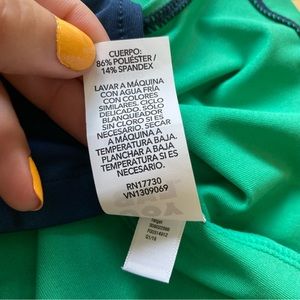 CUERPO:
86% POLIÉSTER /
14% SPANDEX
LAVAR A MÁQUINA
CON AGUA FRÍA
CON COLORES
SIMILARES. CICLO
DELICADO. SÓLO
BLANQUEADOR
SIN CLORO SI ES
NECESARIO. SECAR
A MÁQUINA A
TEMPERATURA BAJA.
PLANCHAR A BAJA
TEMPERATURA SI ES
NECESARIO.
RN17730
VN1309069